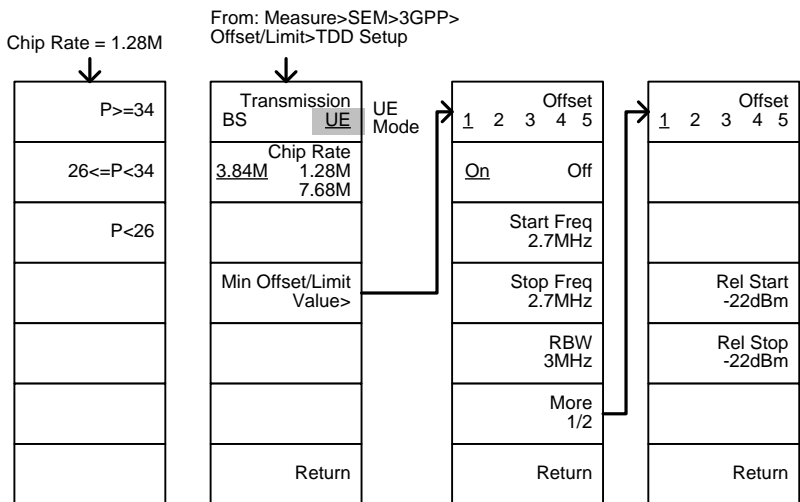 Chip Rate = 1.28M
P>=34
26<=P<34
P<26
From: Measure>SEM>3GPP>
Offset/Limit>TDD Setup
Transmission
BS UE
UE
Mode
Chip Rate
3.84M 1.28M
7.68M
Min Offset/Limit
Value>
Return
Offset
1 2 3 4 5
On Off
Start Freq
2.7MHz
Stop Freq
2.7MHz
RBW
3MHz
More
1/2
Return
Offset
1 2 3 4 5
Rel Start
-22dBm
Rel Stop
-22dBm
Return